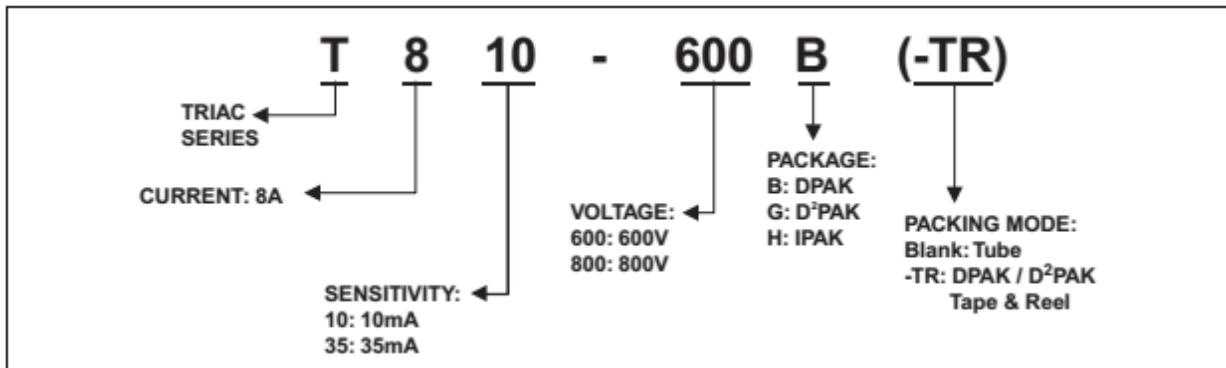 T 8 10 - 600 B (-TR)
TRIAC
SERIES
CURRENT: 8A
SENSITIVITY:
10: 10mA
35: 35mA
VOLTAGE:
600: 600V
800: 800V
PACKAGE:
B: DPAK
G: D²PAK
H: IPAK
PACKING MODE:
Blank: Tube
-TR: DPAK / D²PAK
Tape & Reel